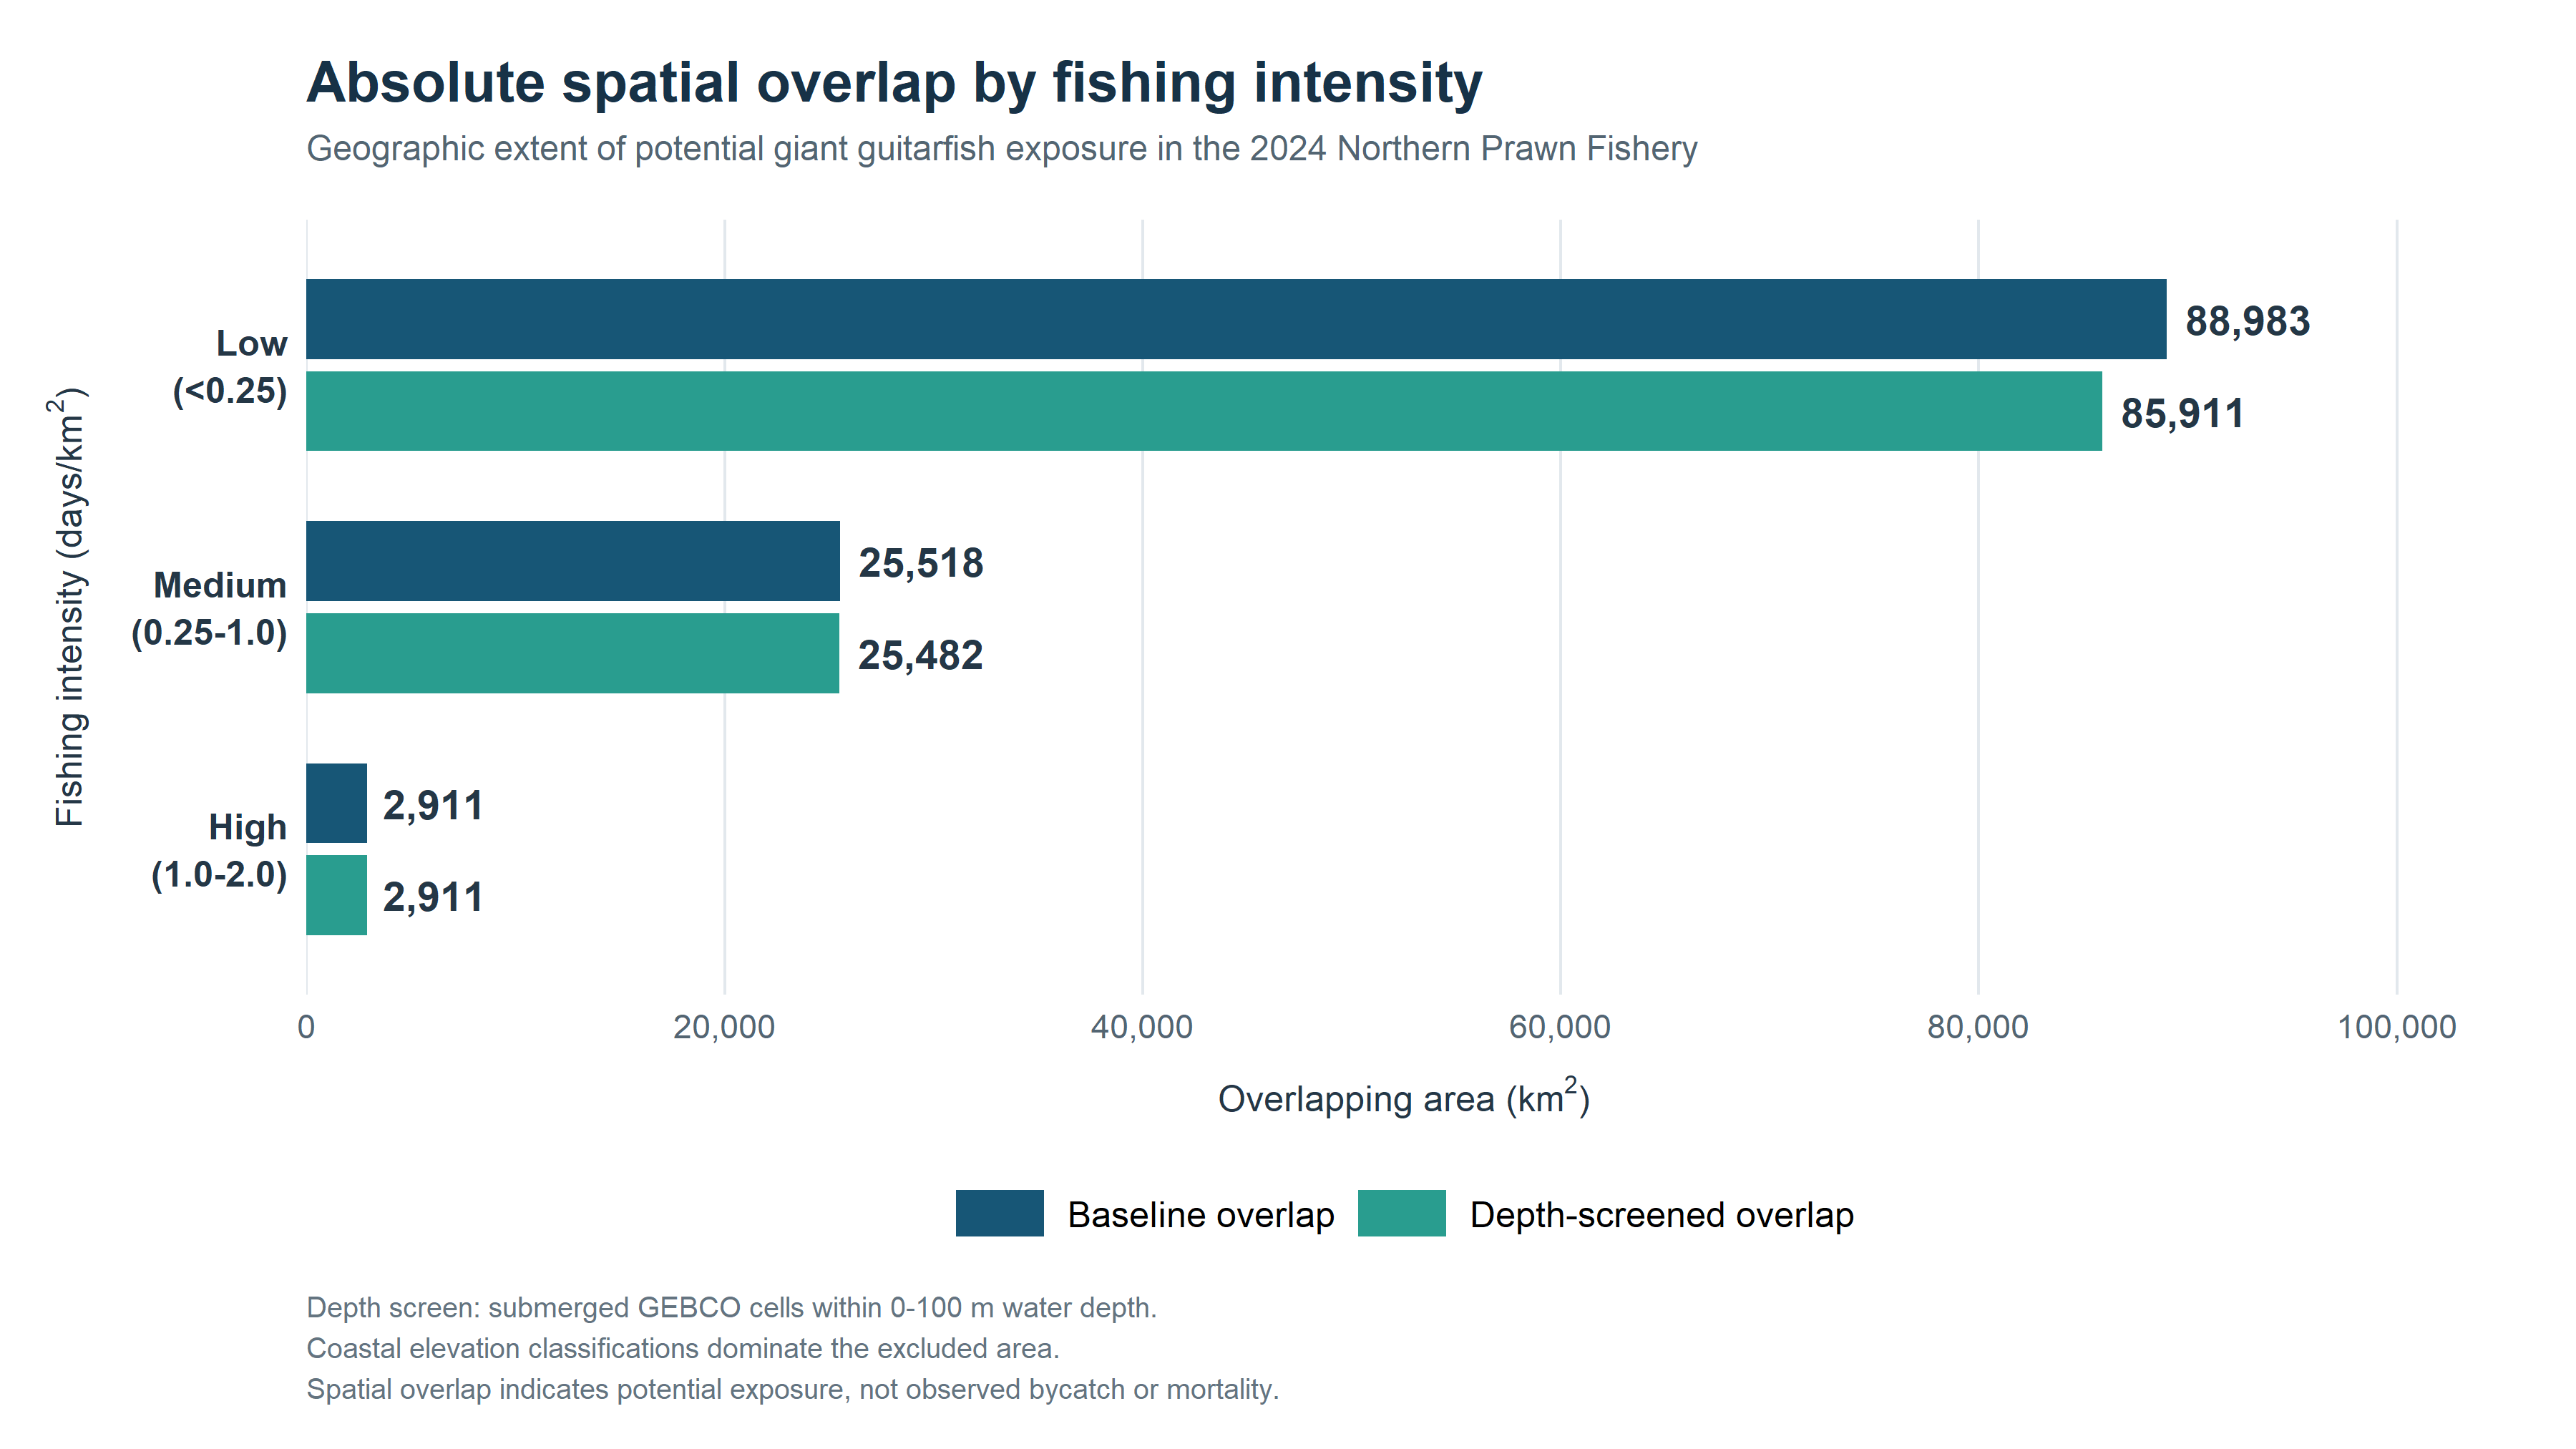 Absolute spatial overlap by fishing intensity
Geographic extent of potential giant guitarfish exposure in the 2024 Northern Prawn Fishery
Fishing intensity (days/km²)
Low
(<0.25)
88,983
85,911
Medium
(0.25-1.0)
25,518
25,482
High
(1.0-2.0)
2,911
2,911
0 20,000 40,000 60,000 80,000 100,000
Overlapping area (km²)
Baseline overlap Depth-screened overlap
Depth screen: submerged GEBCO cells within 0-100 m water depth.
Coastal elevation classifications dominate the excluded area.
Spatial overlap indicates potential exposure, not observed bycatch or mortality.